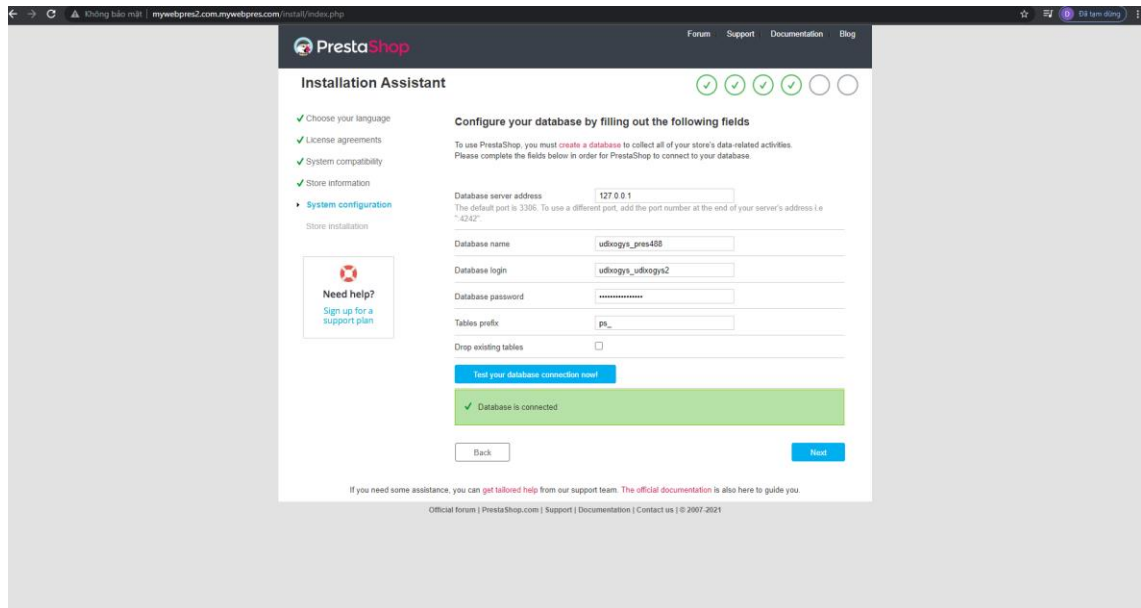 Không bảo mật | mywebpres2.com.mywebpres.com/install/index.php
Đã tạm dừng
D
PrestaShop
Forum Support Documentation Blog
Installation Assistant
Choose your language
License agreements
System compatibility
Store information
System configuration
Store installation
Need help?
Sign up for a
support plan
Configure your database by filling out the following fields
To use PrestaShop, you must create a database to collect all of your store's data-related activities.
Please complete the fields below in order for PrestaShop to connect to your database.
Database server address 127.0.0.1
The default port is 3306. To use a different port, add the port number at the end of your server's address i.e
":4242".
Database name udixogys_pres468
Database login udixogys_udixogys2
Database password ••••••••••••••••
Tables prefix ps_
Drop existing tables
Test your database connection now!
Database is connected
Back Next
If you need some assistance, you can get tailored help from our support team. The official documentation is also here to guide you.
Official forum | PrestaShop.com | Support | Documentation | Contact us | © 2007-2021